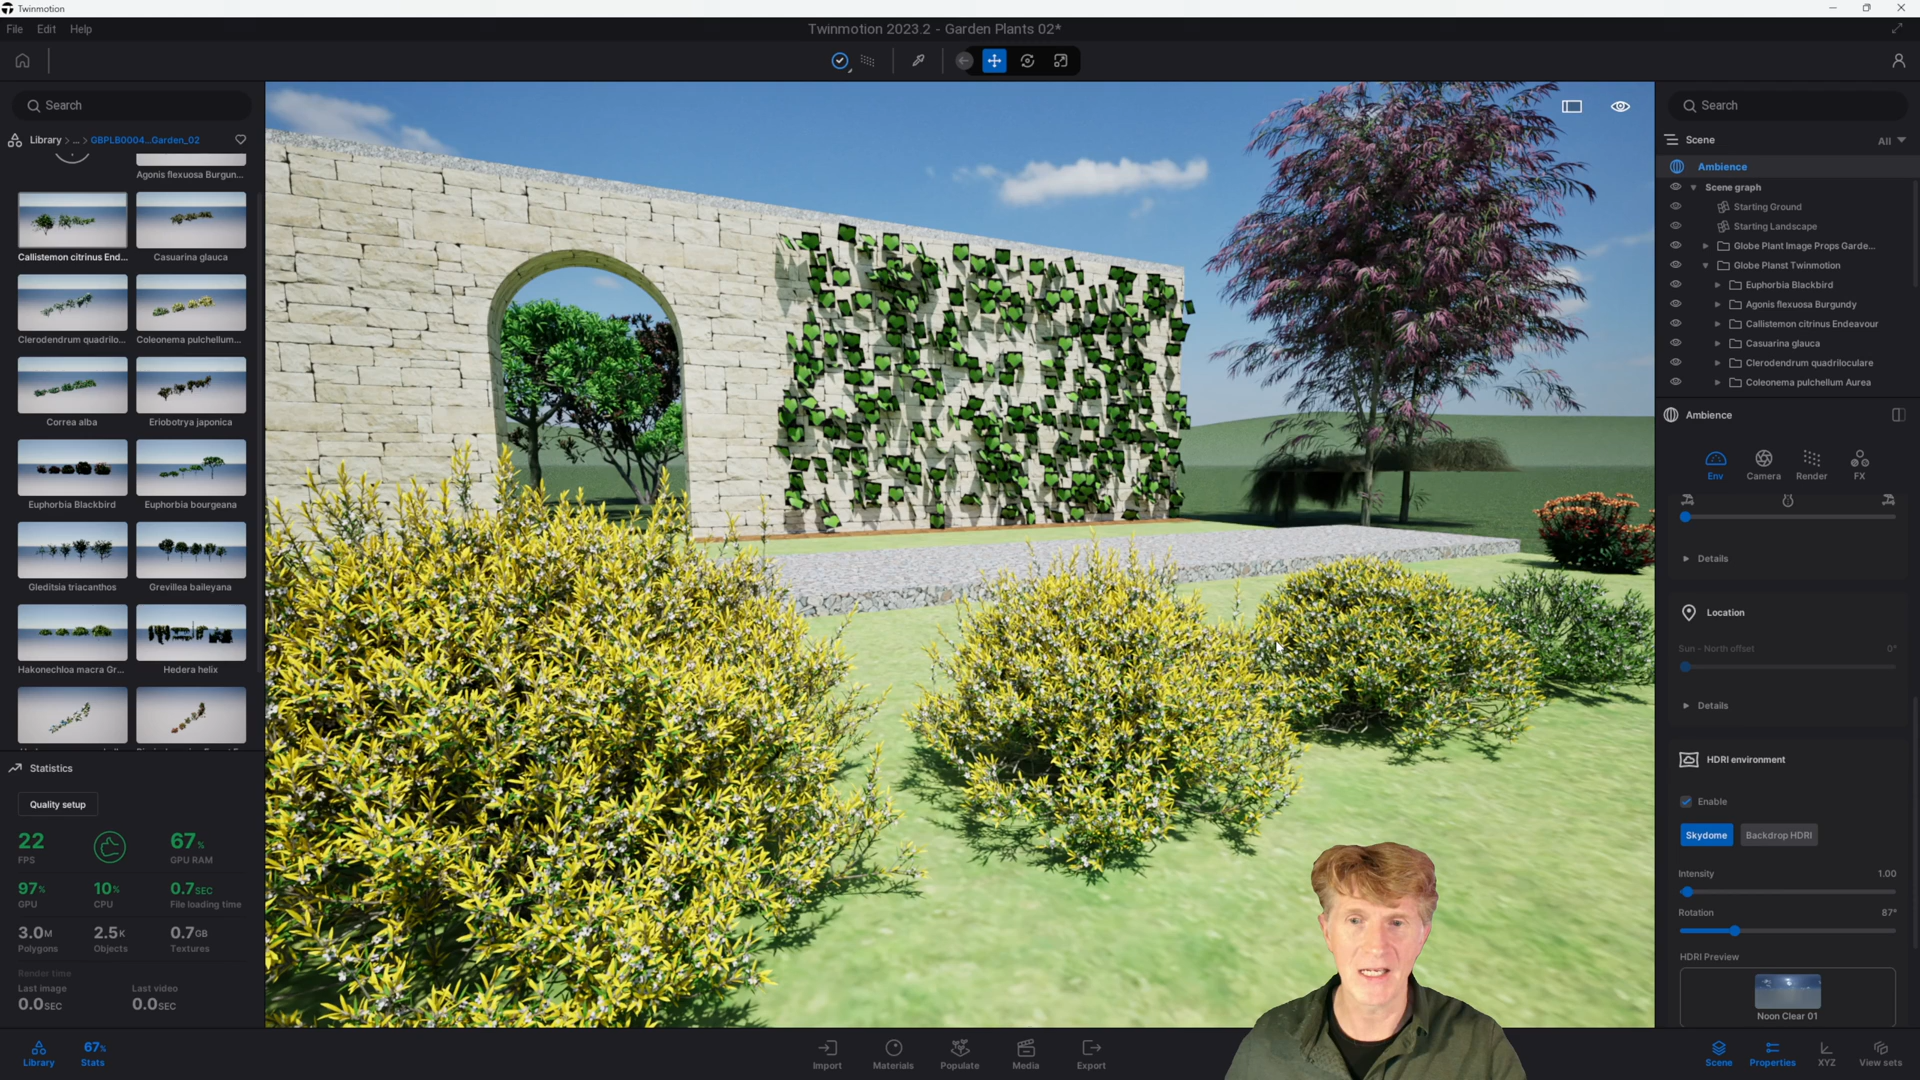 Twinmotion
File Edit Help
Twinmotion 2023.2 - Garden Plants 02*
Search
Library > ... > GBPLB0004...Garden_02
Agonis flexuosa Burgun...
Callistemon citrinus End...
Casuarina glauca
Clerodendrum quadrilo...
Coleonema pulchellum...
Correa alba
Eriobotrya japonica
Euphorbia Blackbird
Euphorbia bourgeana
Gleditsia triacanthos
Grevillea baileyana
Hakonechloa macra Gr...
Hedera helix
Statistics
Quality setup
22
67%
FPS
GPU RAM
97%
10%
0.7SEC
GPU
CPU
File loading time
3.0M
2.5K
0.7GB
Polygons
Objects
Textures
Render time
Last image
Last video
0.0SEC
0.0SEC
Library
67%
Stats
Import
Materials
Populate
Media
Export
Search
Scene
All
Ambience
Scene graph
Starting Ground
Starting Landscape
Globe Plant Image Props Garde...
Globe Planst Twinmotion
Euphorbia Blackbird
Agonis flexuosa Burgundy
Callistemon citrinus Endeavour
Casuarina glauca
Clerodendrum quadriloculare
Coleonema pulchellum Aurea
Ambience
Env
Camera
Render
FX
Details
Location
Sun - North offset
0°
Details
HDRI environment
Enable
Skydome
Backdrop HDRI
Intensity
1.00
Rotation
87°
HDRI Preview
Noon Clear 01
Scene
Properties
XYZ
View sets